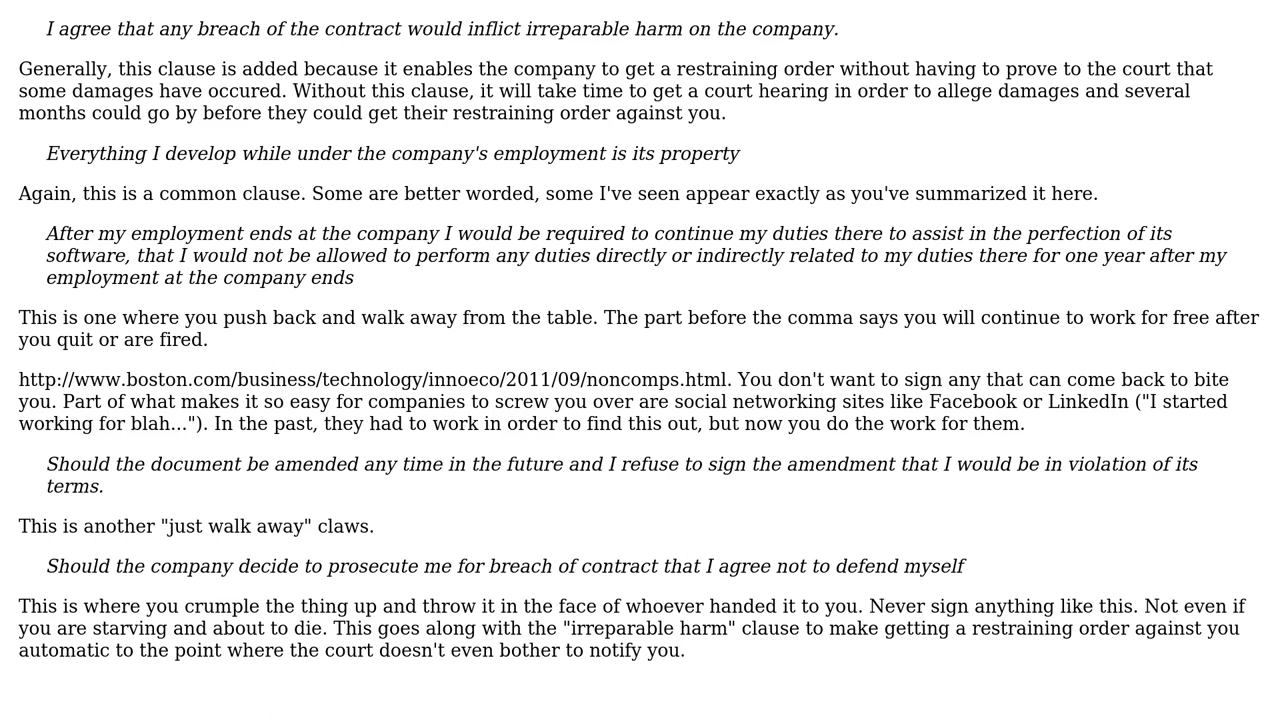 I agree that any breach of the contract would inflict irreparable harm on the company.
Generally, this clause is added because it enables the company to get a restraining order without having to prove to the court that
some damages have occured. Without this clause, it will take time to get a court hearing in order to allege damages and several
months could go by before they could get their restraining order against you.
Everything I develop while under the company's employment is its property
Again, this is a common clause. Some are better worded, some I've seen appear exactly as you've summarized it here.
After my employment ends at the company I would be required to continue my duties there to assist in the perfection of its
software, that I would not be allowed to perform any duties directly or indirectly related to my duties there for one year after my
employment at the company ends
This is one where you push back and walk away from the table. The part before the comma says you will continue to work for free after
you quit or are fired.
http://www.boston.com/business/technology/innoeco/2011/09/noncomps.html. You don't want to sign any that can come back to bite
you. Part of what makes it so easy for companies to screw you over are social networking sites like Facebook or LinkedIn ("I started
working for blah..."). In the past, they had to work in order to find this out, but now you do the work for them.
Should the document be amended any time in the future and I refuse to sign the amendment that I would be in violation of its
terms.
This is another "just walk away" claws.
Should the company decide to prosecute me for breach of contract that I agree not to defend myself
This is where you crumple the thing up and throw it in the face of whoever handed it to you. Never sign anything like this. Not even if
you are starving and about to die. This goes along with the "irreparable harm" clause to make getting a restraining order against you
automatic to the point where the court doesn't even bother to notify you.